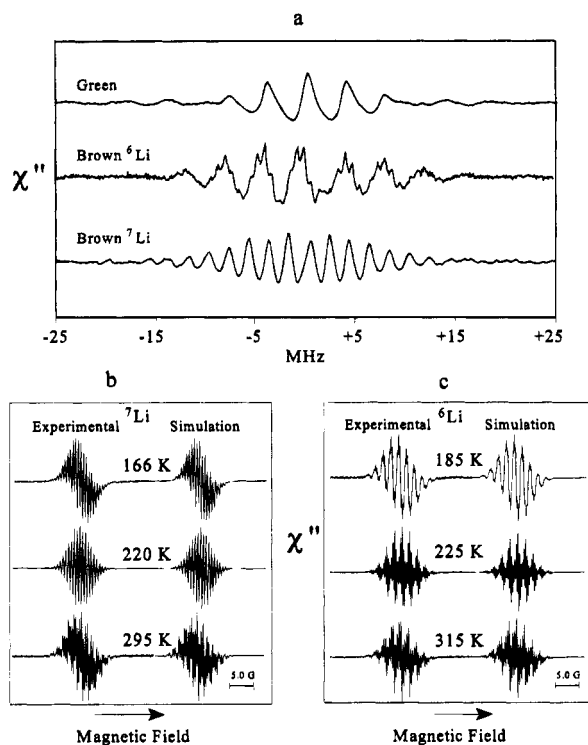 a
Green
Brown ⁶Li
χ"
Brown ⁷Li
-25 -15 -5 +5 +15 +25
MHz
b
⁷Li
Experimental Simulation
166 K
220 K
295 K
5.0 G
Magnetic Field
c
⁶Li
Experimental Simulation
185 K
χ"
225 K
315 K
5.0 G
Magnetic Field